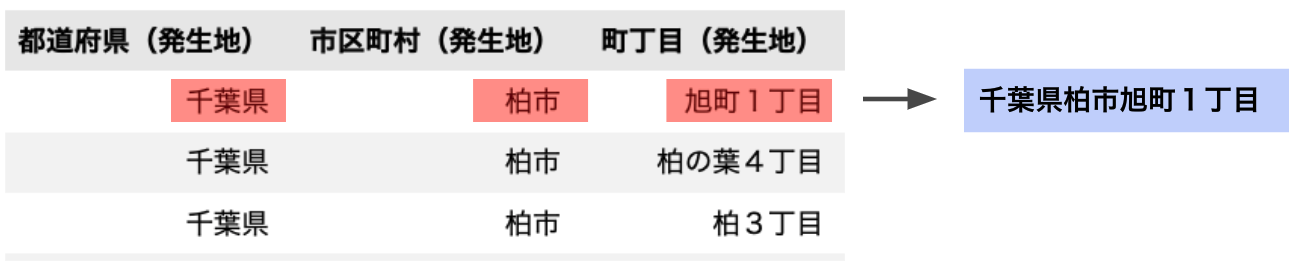 都道府県（発生地） 市区町村（発生地） 町丁目（発生地）
千葉県 柏市 旭町１丁目 千葉県柏市旭町１丁目
千葉県 柏市 柏の葉４丁目
千葉県 柏市 柏３丁目